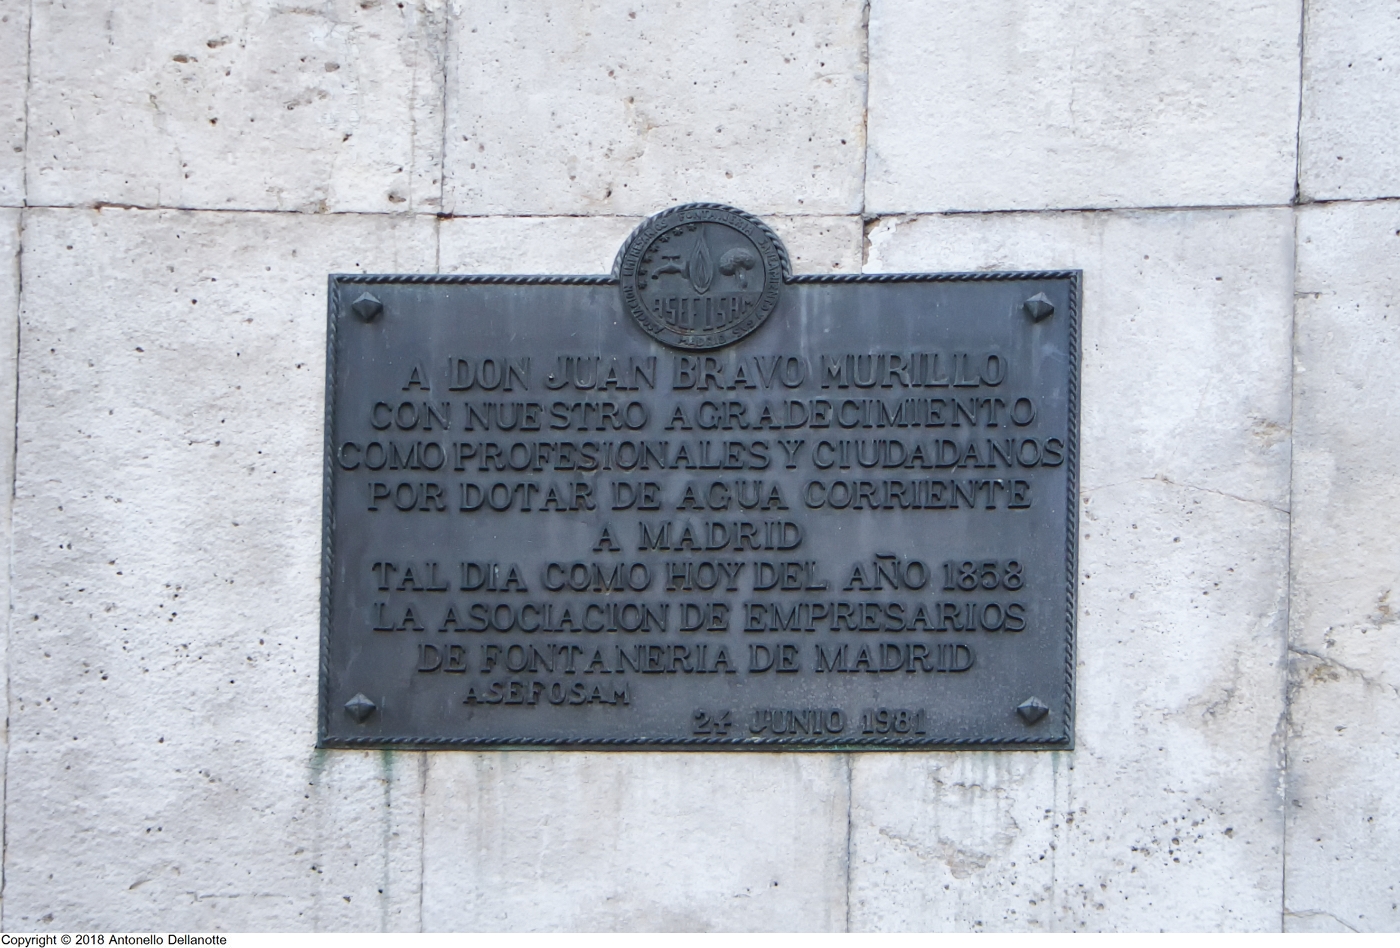 ASEFOSAM
MADRID
A DON JUAN BRAVO MURILLO
CON NUESTRO AGRADECIMIENTO
COMO PROFESIONALES Y CIUDADANOS
POR DOTAR DE AGUA CORRIENTE
A MADRID
TAL DIA COMO HOY DEL AÑO 1858
LA ASOCIACION DE EMPRESARIOS
DE FONTANERIA DE MADRID
ASEFOSAM
24 JUNIO 1981
Copyright © 2018 Antonello Dellanotte